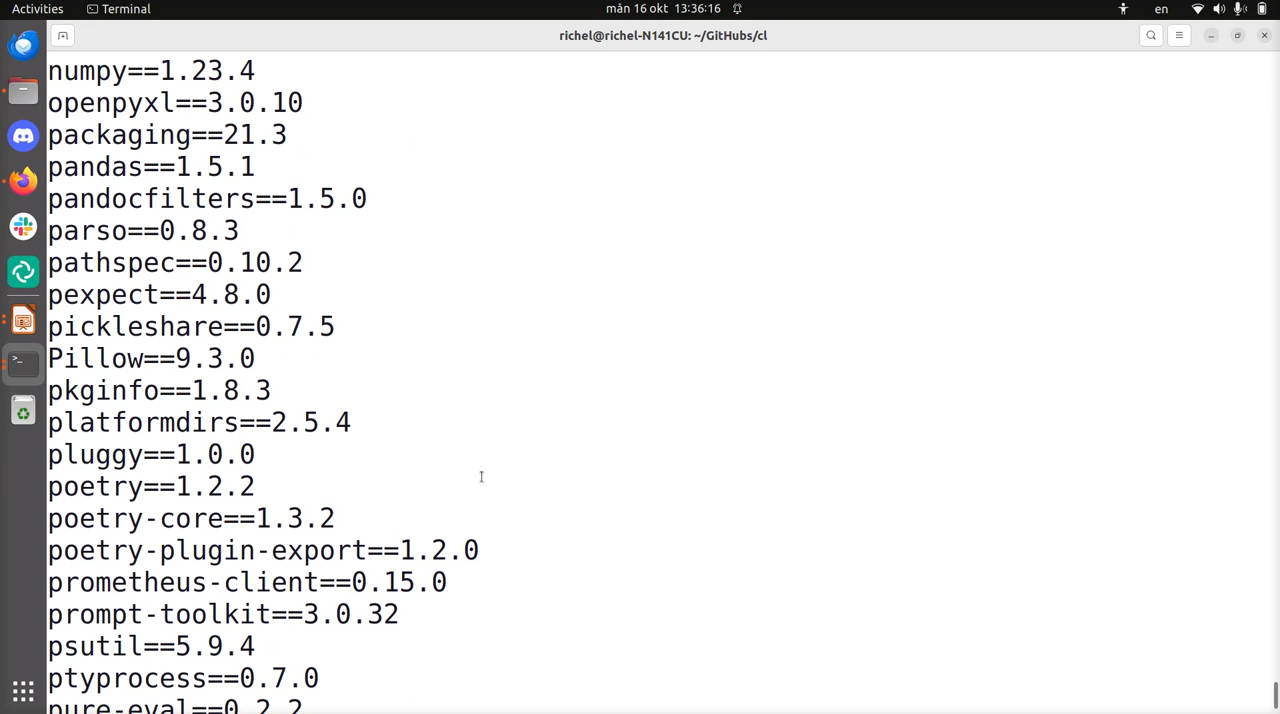 Activities
Terminal
mån 16 okt 13:36:16
en
richel@richel-N141CU: ~/GitHubs/cl
numpy==1.23.4
openpyxl==3.0.10
packaging==21.3
pandas==1.5.1
pandocfilters==1.5.0
parso==0.8.3
pathspec==0.10.2
pexpect==4.8.0
pickleshare==0.7.5
Pillow==9.3.0
pkginfo==1.8.3
platformdirs==2.5.4
pluggy==1.0.0
poetry==1.2.2
poetry-core==1.3.2
poetry-plugin-export==1.2.0
prometheus-client==0.15.0
prompt-toolkit==3.0.32
psutil==5.9.4
ptyprocess==0.7.0
pure-eval==0.2.2